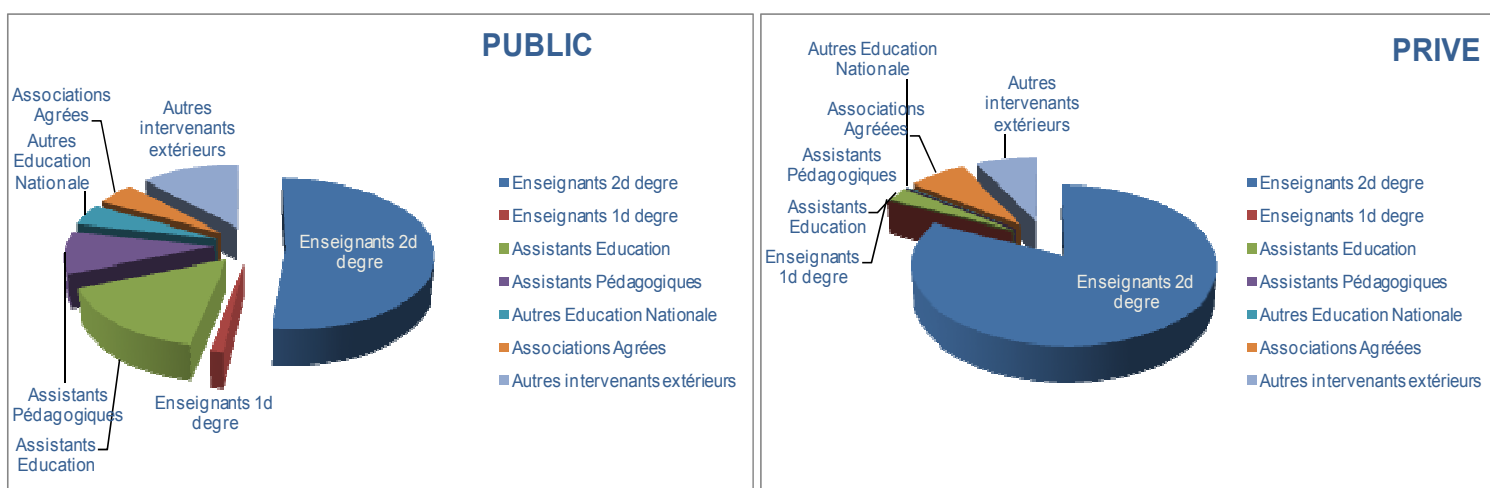 PUBLIC
Associations
Agrées
Autres
Education
Nationale
Autres
intervenants
extérieurs
Enseignants 2d
degre
Assistants
Pédagogiques
Assistants
Education
Enseignants 1d
degre
Enseignants 2d degre
Enseignants 1d degre
Assistants Education
Assistants Pédagogiques
Autres Education Nationale
Associations Agrées
Autres intervenants extérieurs
PRIVE
Autres Education
Nationale
Autres
intervenants
extérieurs
Associations
Agréées
Assistants
Pédagogiques
Assistants
Education
Enseignants
1d degre
Enseignants 2d
degre
Enseignants 2d degre
Enseignants 1d degre
Assistants Education
Assistants Pédagogiques
Autres Education Nationale
Associations Agréées
Autres intervenants extérieurs